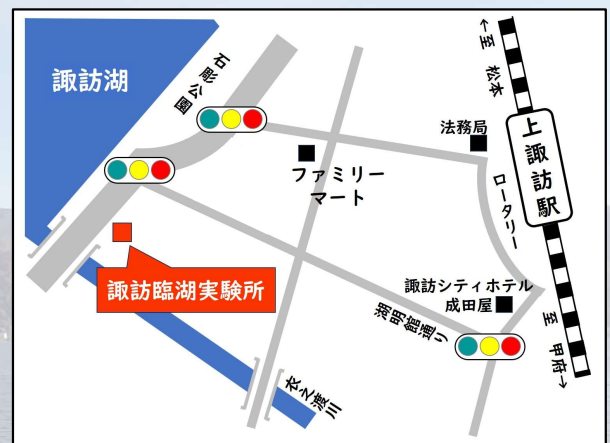 諏訪湖
石彫公園
←至 松本
法務局
上諏訪駅
ファミリー
マート
ロータリー
諏訪臨湖実験所
諏訪シティホテル
成田屋
湖明館通り
至 甲府→
衣之渡川